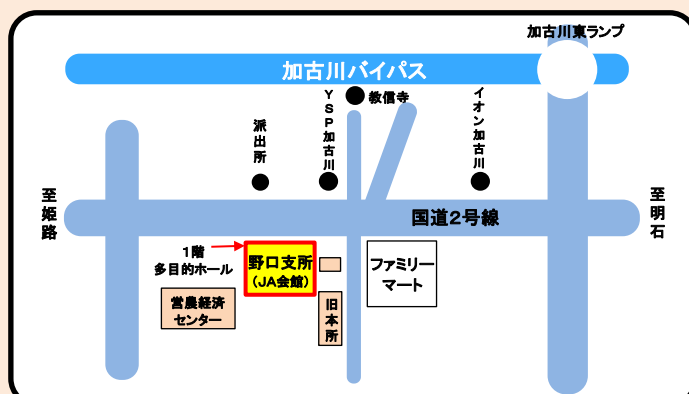 加古川東ランプ
加古川バイパス
教信寺
派出所
YSP加古川
イオン加古川
至姫路
国道2号線
至明石
1階
多目的ホール
野口支所
(JA会館)
ファミリー
マート
営農経済
センター
旧本所